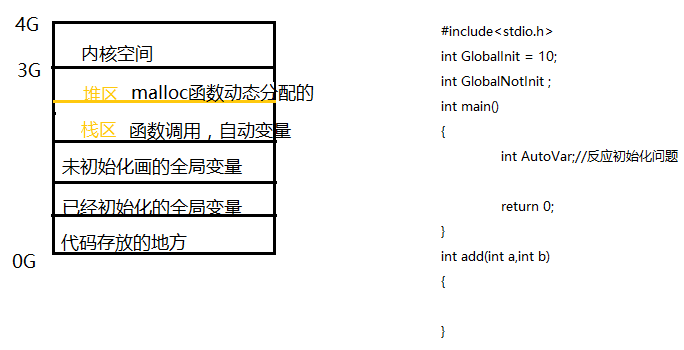 4G
内核空间
3G
堆区 malloc函数动态分配的
栈区 函数调用，自动变量
未初始化画的全局变量
已经初始化的全局变量
代码存放的地方
0G
#include<stdio.h>
int GlobalInit = 10;
int GlobalNotInit ;
int main()
{
int AutoVar;//反应初始化问题
return 0;
}
int add(int a,int b)
{
}